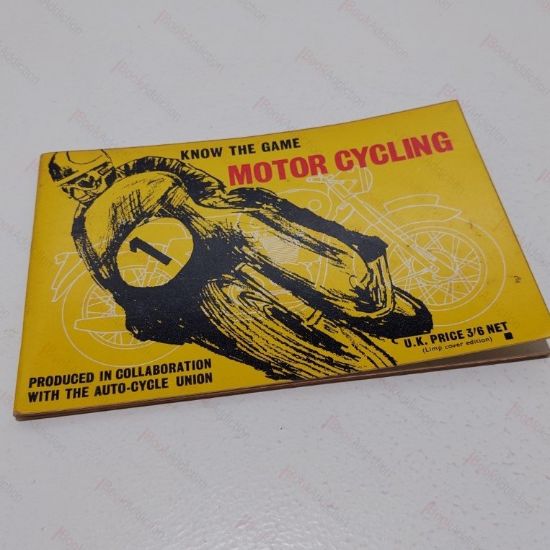 KNOW THE GAME
MOTOR CYCLING
1
U.K. PRICE 3/6 NET
(Limp cover edition)
PRODUCED IN COLLABORATION
WITH THE AUTO-CYCLE UNION
iBookAddiction